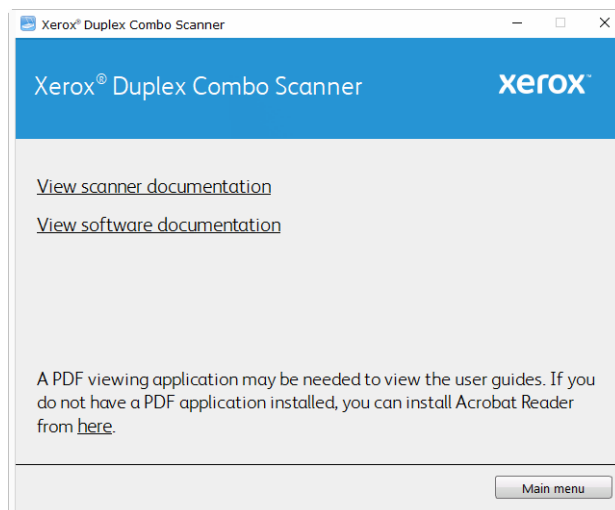 Xerox® Duplex Combo Scanner
Xerox® Duplex Combo Scanner
xerox™
View scanner documentation
View software documentation
A PDF viewing application may be needed to view the user guides. If you
do not have a PDF application installed, you can install Acrobat Reader
from here.
Main menu